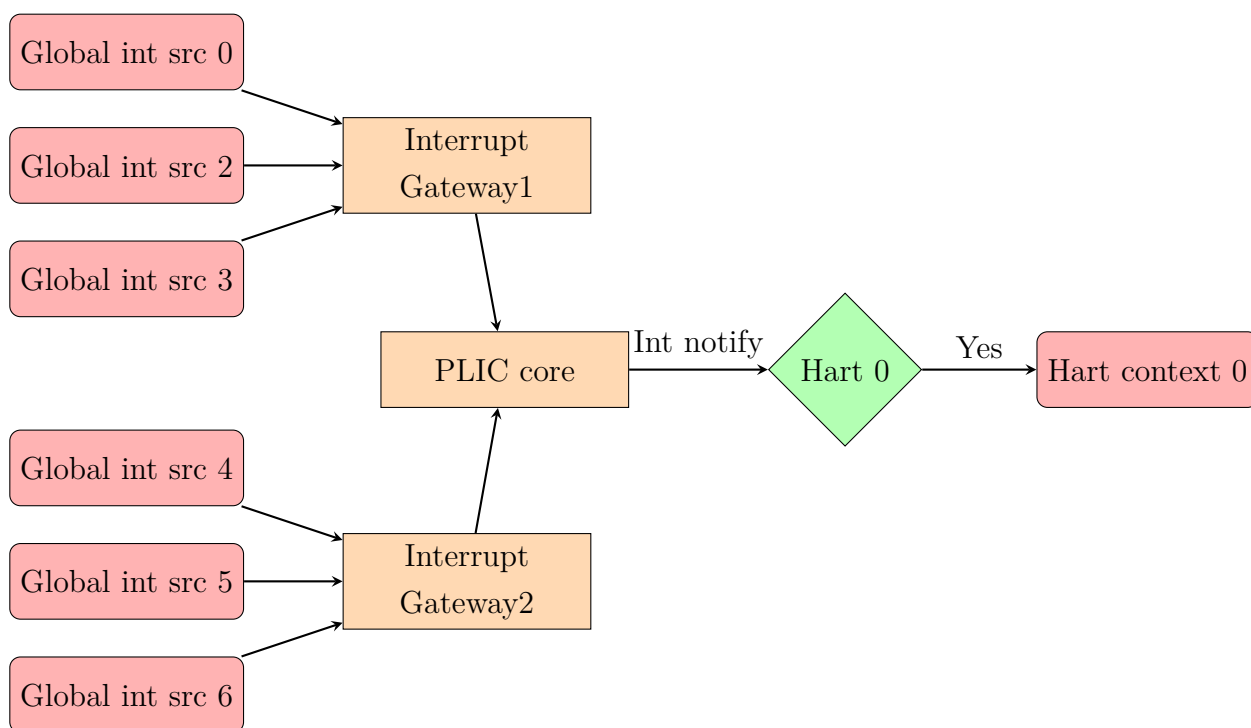 Global int src 0
Global int src 2
Global int src 3
Interrupt
Gateway1
PLIC core
Int notify
Hart 0
Yes
Hart context 0
Global int src 4
Global int src 5
Global int src 6
Interrupt
Gateway2